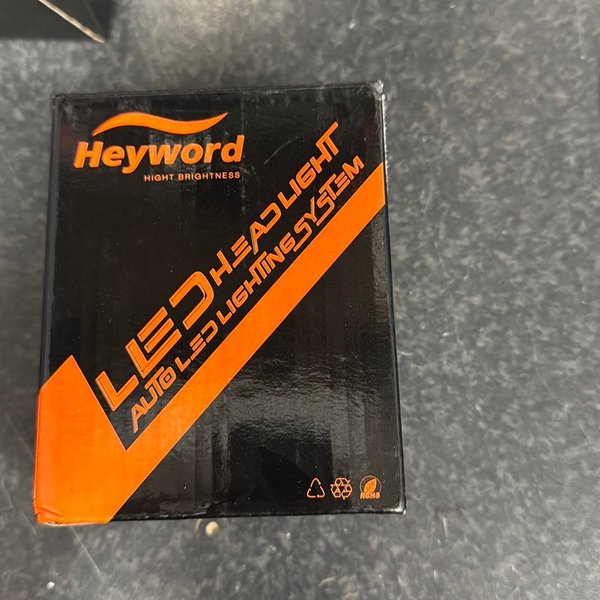 Heyword
HIGHT BRIGHTNESS
LED HEADLIGHT
AUTO LED LIGHTING SYSTEM
RoHS